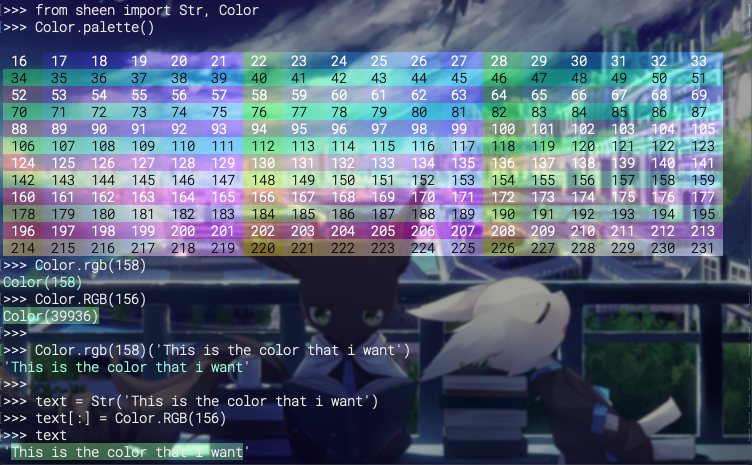 >>> from sheen import Str, Color
>>> Color.palette()
16 17 18 19 20 21 22 23 24 25 26 27 28 29 30 31 32 33
34 35 36 37 38 39 40 41 42 43 44 45 46 47 48 49 50 51
52 53 54 55 56 57 58 59 60 61 62 63 64 65 66 67 68 69
70 71 72 73 74 75 76 77 78 79 80 81 82 83 84 85 86 87
88 89 90 91 92 93 94 95 96 97 98 99 100 101 102 103 104 105
106 107 108 109 110 111 112 113 114 115 116 117 118 119 120 121 122 123
124 125 126 127 128 129 130 131 132 133 134 135 136 137 138 139 140 141
142 143 144 145 146 147 148 149 150 151 152 153 154 155 156 157 158 159
160 161 162 163 164 165 166 167 168 169 170 171 172 173 174 175 176 177
178 179 180 181 182 183 184 185 186 187 188 189 190 191 192 193 194 195
196 197 198 199 200 201 202 203 204 205 206 207 208 209 210 211 212 213
214 215 216 217 218 219 220 221 222 223 224 225 226 227 228 229 230 231
>>> Color.rgb(158)
Color(158)
>>> Color.RGB(156)
Color(39936)
>>>
>>> Color.rgb(158)('This is the color that i want')
'This is the color that i want'
>>>
>>> text = Str('This is the color that i want')
>>> text[:] = Color.RGB(156)
>>> text
'This is the color that i want'